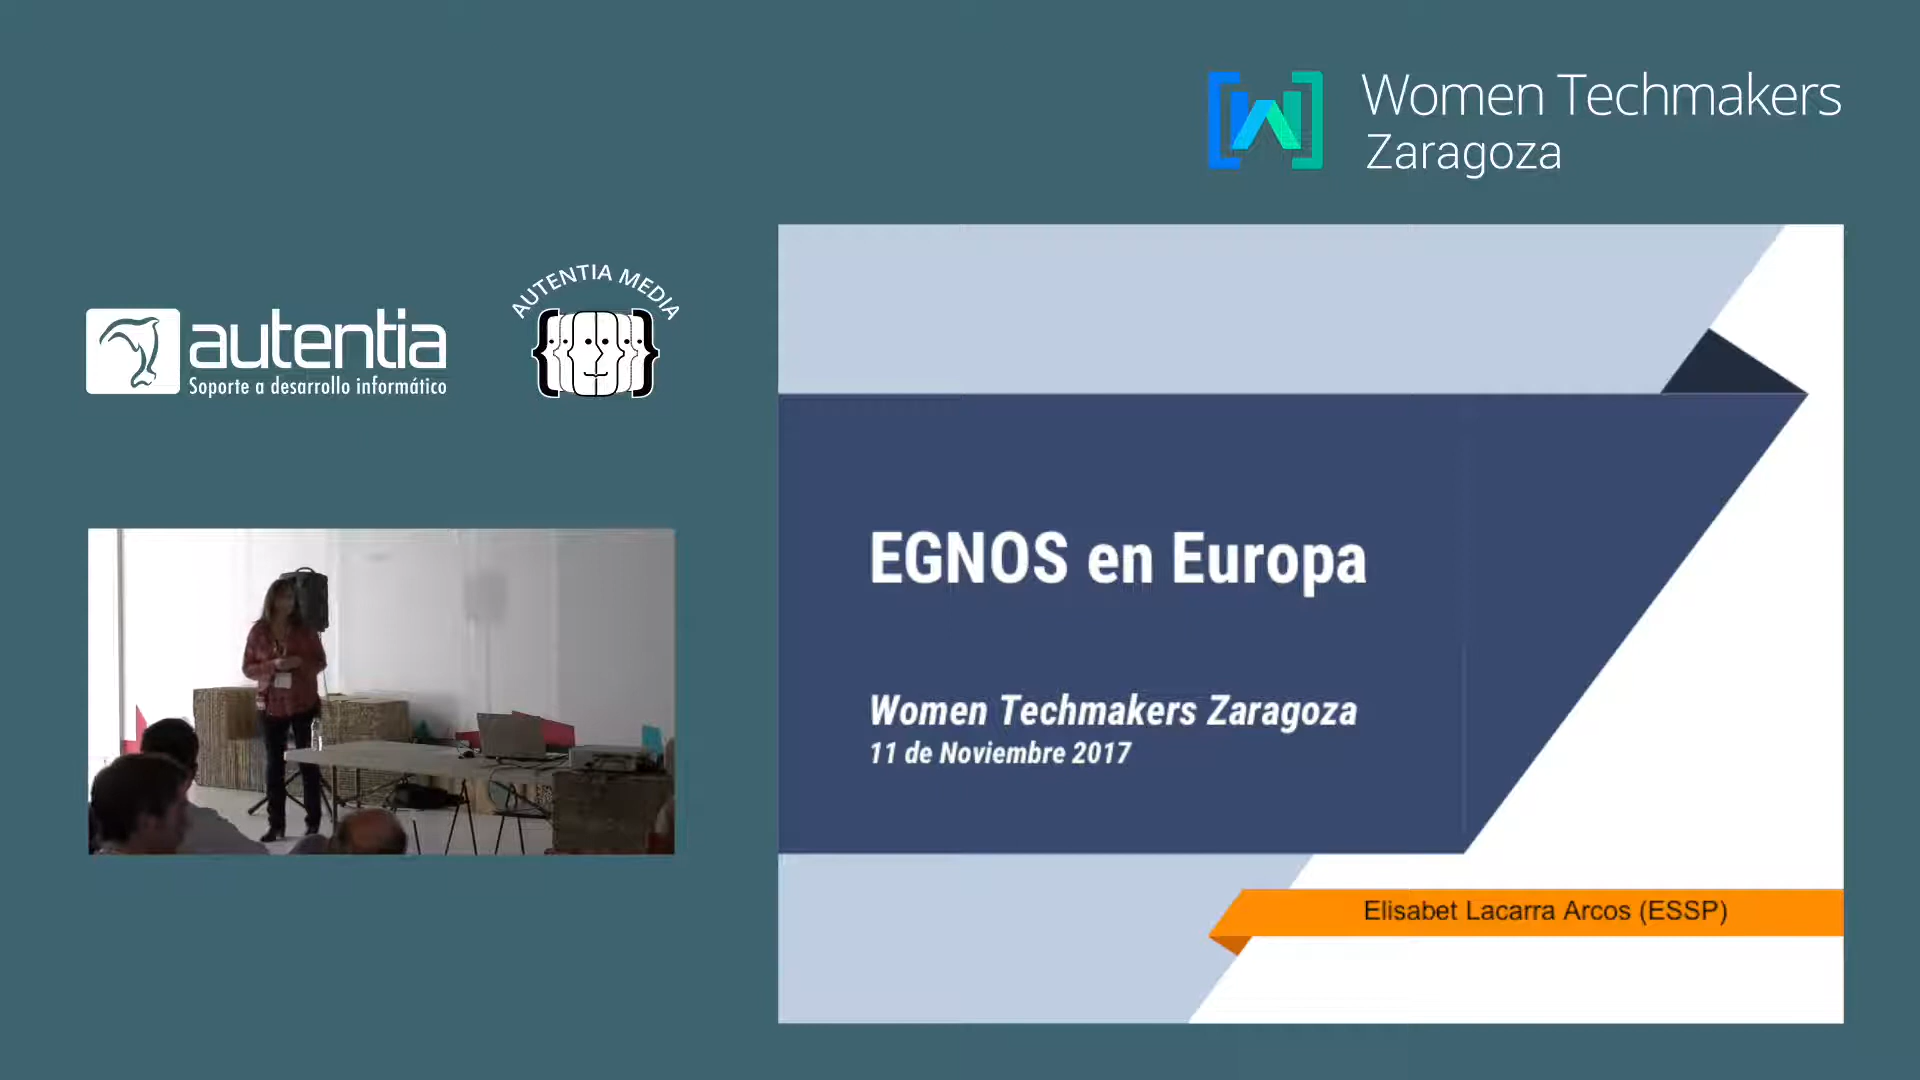 Women Techmakers
Zaragoza
AUTENTIA MEDIA
autentia
Soporte a desarrollo informático
EGNOS en Europa
Women Techmakers Zaragoza
11 de Noviembre 2017
Elisabet Lacarra Arcos (ESSP)